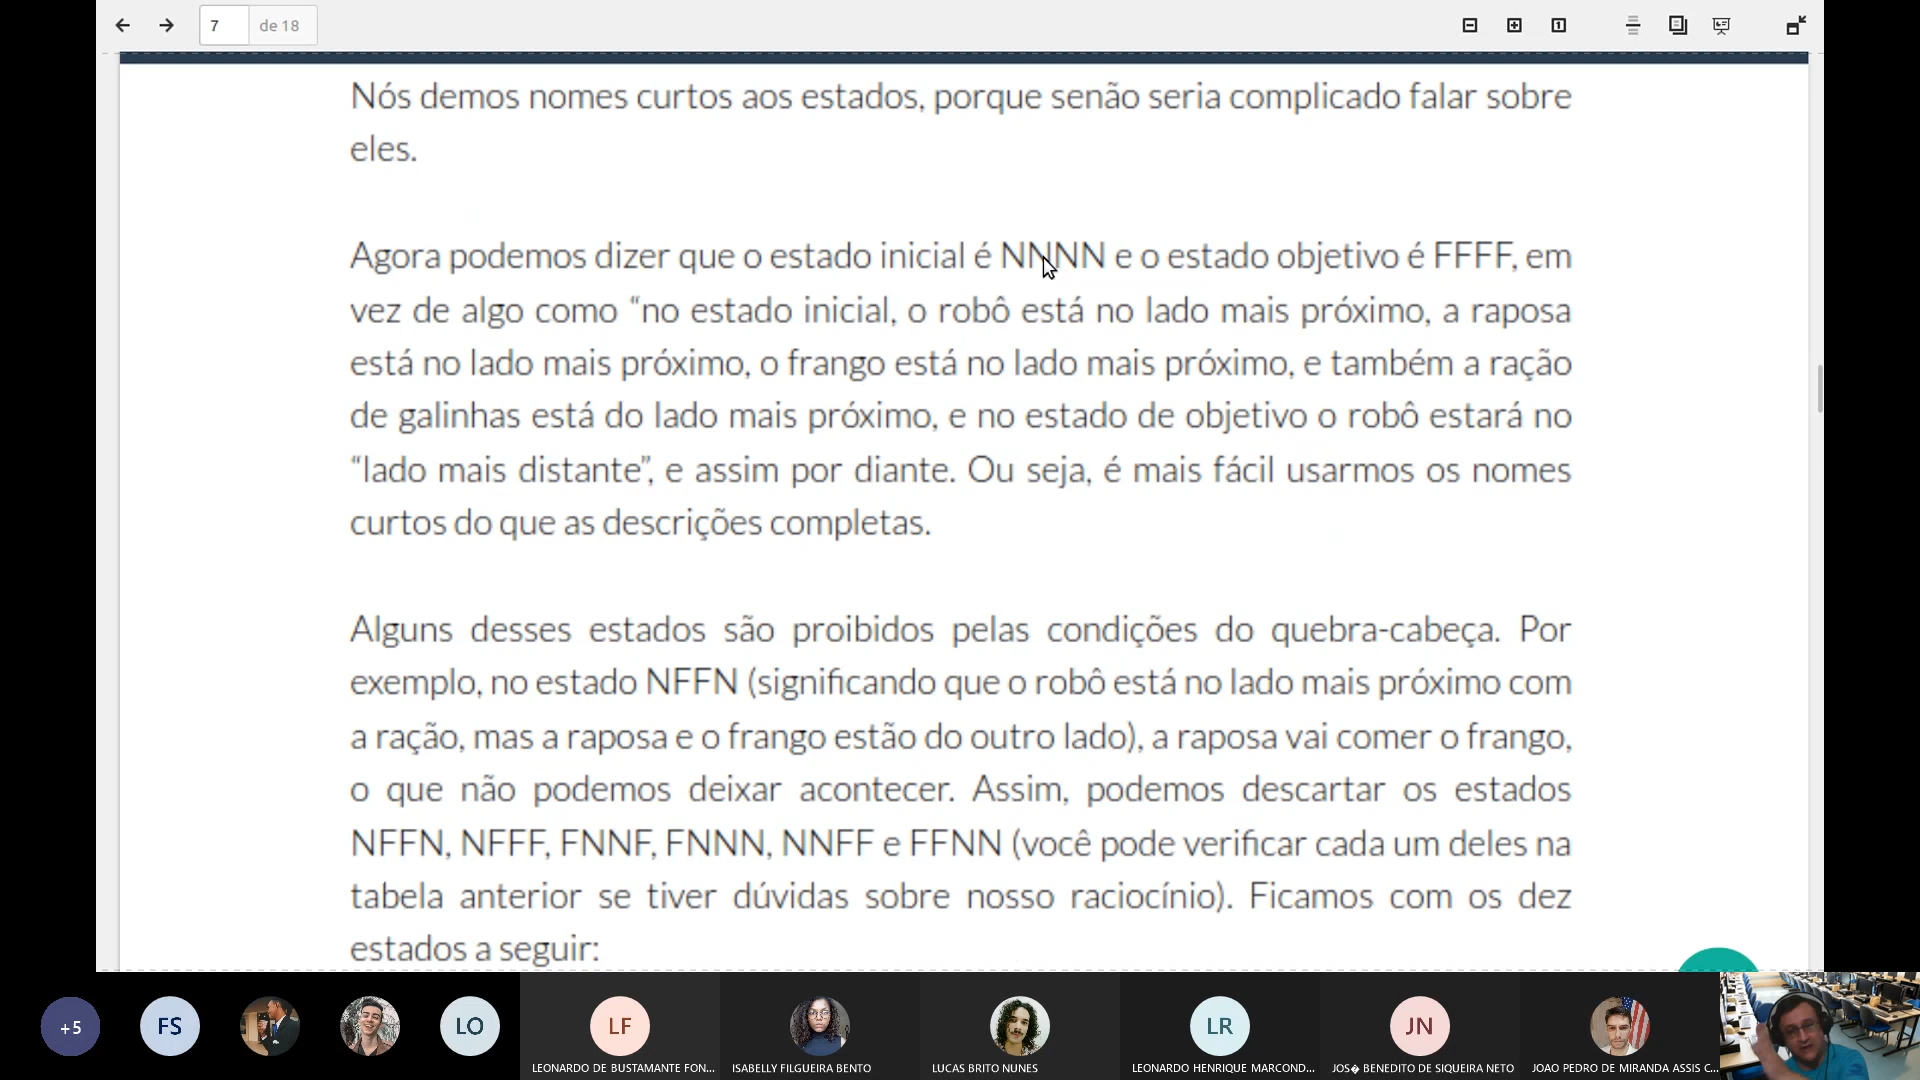 7 de 18
Nós demos nomes curtos aos estados, porque senão seria complicado falar sobre
eles.
Agora podemos dizer que o estado inicial é NNNN e o estado objetivo é FFFF, em
vez de algo como “no estado inicial, o robô está no lado mais próximo, a raposa
está no lado mais próximo, o frango está no lado mais próximo, e também a ração
de galinhas está do lado mais próximo, e no estado de objetivo o robô estará no
“lado mais distante”, e assim por diante. Ou seja, é mais fácil usarmos os nomes
curtos do que as descrições completas.
Alguns desses estados são proibidos pelas condições do quebra-cabeça. Por
exemplo, no estado NFFN (significando que o robô está no lado mais próximo com
a ração, mas a raposa e o frango estão do outro lado), a raposa vai comer o frango,
o que não podemos deixar acontecer. Assim, podemos descartar os estados
NFFN, NFFF, FNNF, FNNN, NNFF e FFNN (você pode verificar cada um deles na
tabela anterior se tiver dúvidas sobre nosso raciocínio). Ficamos com os dez
estados a seguir:
+5 FS LO LF LR JN
LEONARDO DE BUSTAMANTE FON... ISABELLY FILGUEIRA BENTO LUCAS BRITO NUNES LEONARDO HENRIQUE MARCOND... JOS� BENEDITO DE SIQUEIRA NETO JOAO PEDRO DE MIRANDA ASSIS C...